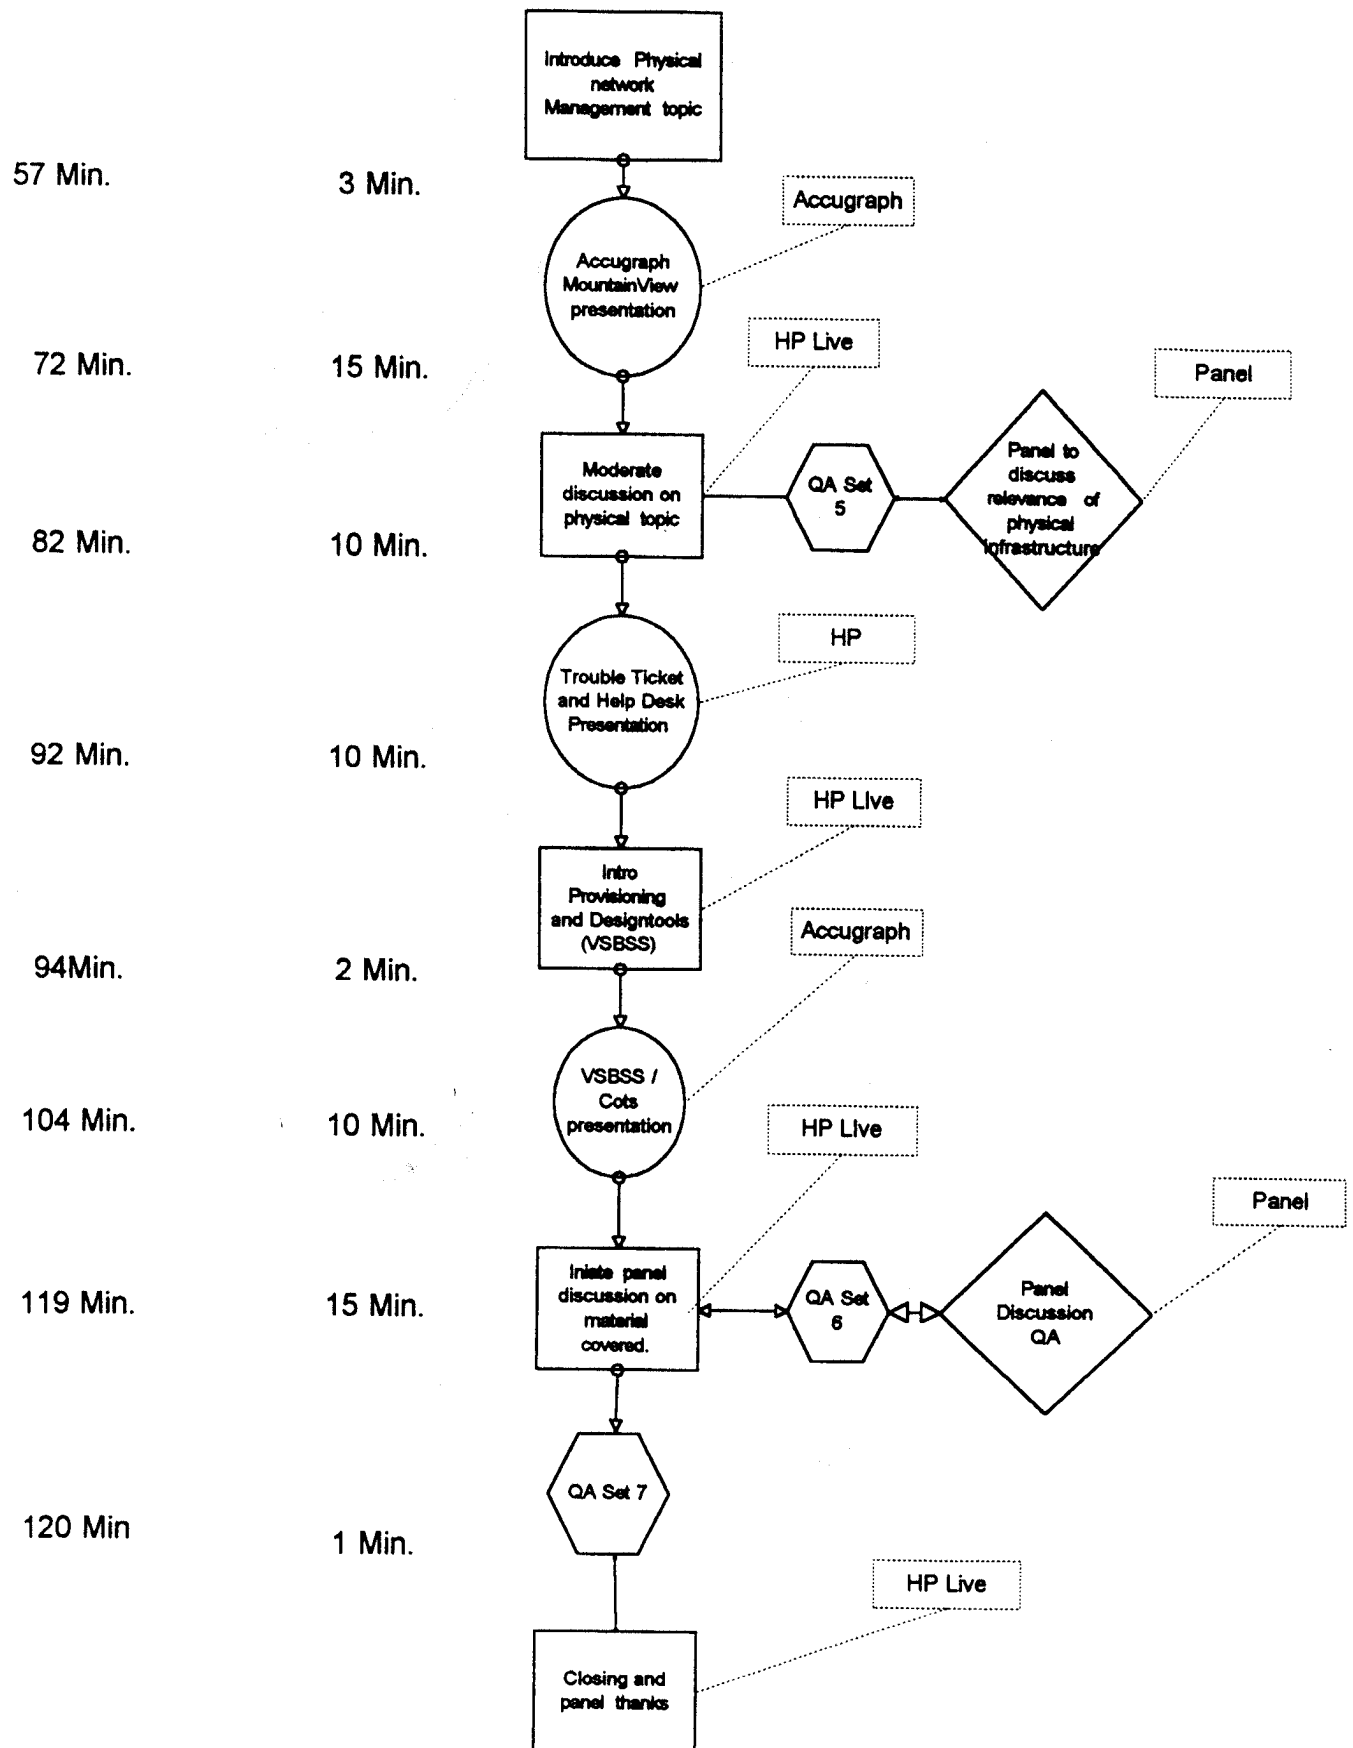 Introduce Physical
network
Management topic
57 Min.
3 Min.
Accugraph
Accugraph
MountainView
presentation
HP Live
72 Min.
15 Min.
Panel
Moderate
discussion on
physical topic
QA Set
5
Panel to
discuss
relevance of
physical
infrastructure
82 Min.
10 Min.
HP
Trouble Ticket
and Help Desk
Presentation
92 Min.
10 Min.
HP LIve
Intro
Provisioning
and Designtools
(VSBSS)
Accugraph
94Min.
2 Min.
VSBSS /
Cots
presentation
104 Min.
10 Min.
HP LIve
Panel
Iniate panel
discussion on
material
covered.
119 Min.
15 Min.
QA Set
6
Panel
Discussion
QA
QA Set 7
120 Min
1 Min.
HP Live
Closing and
panel thanks